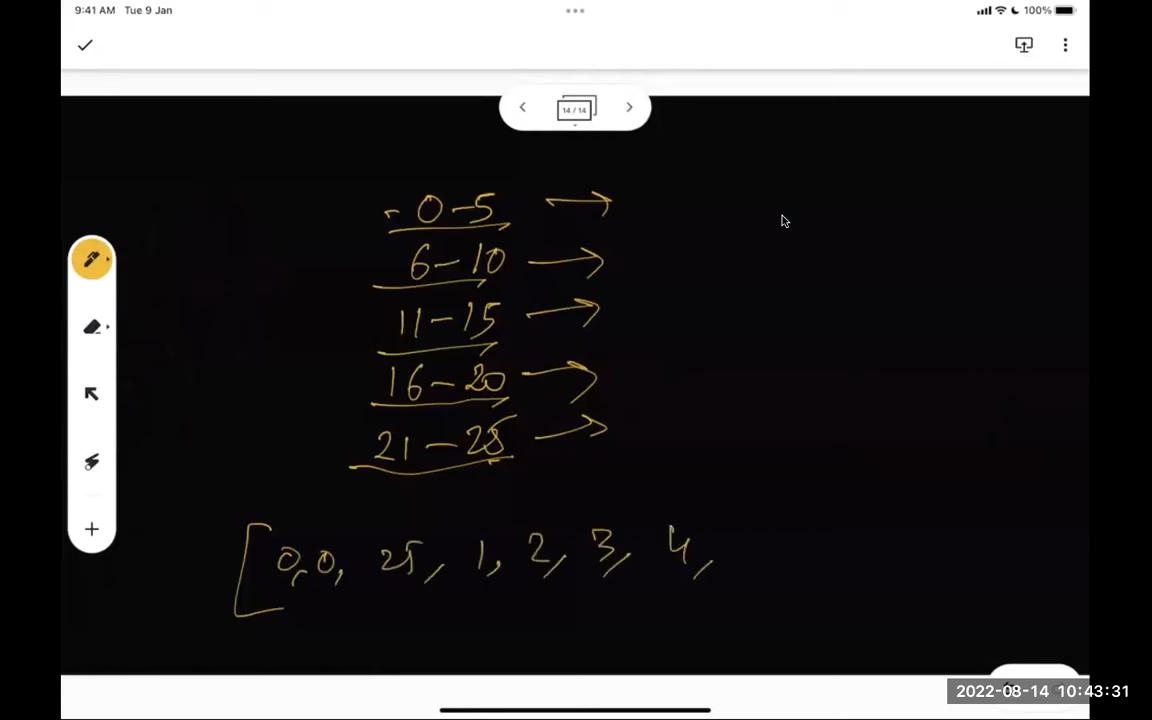 9:41 AM Tue 9 Jan
100%
14 / 14
- 0 - 5 →
6 - 10 →
11 - 15 →
16 - 20 →
21 - 25 →
[0,0, 25, 1, 2, 3, 4,
2022-08-14 10:43:31